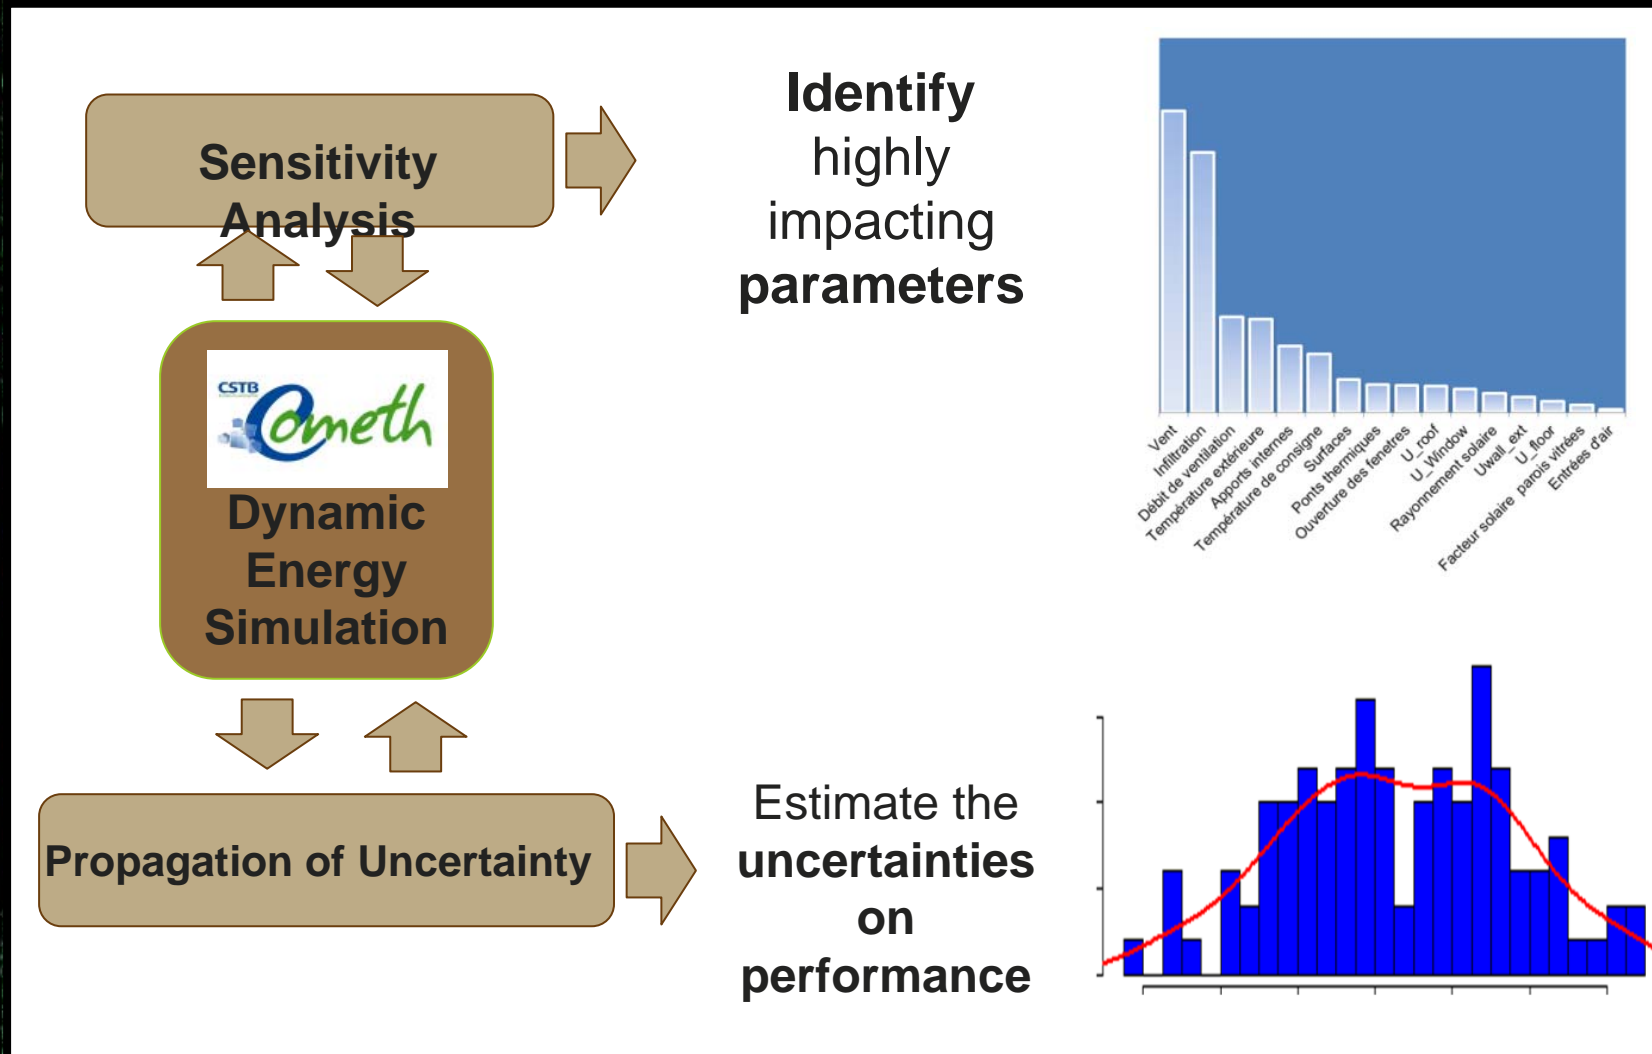 Sensitivity
Analysis
Identify
highly
impacting
parameters
CSTB
Cometh
Dynamic
Energy
Simulation
Propagation of Uncertainty
Estimate the
uncertainties
on
performance
Vent
Infiltration
Débit de ventilation
Température extérieure
Apports internes
Température de consigne
Surfaces
Ponts thermiques
Ouverture des fenetres
U_roof
U_Window
Rayonnement solaire
Uwall_ext
U_floor
Facteur solaire parois vitrées
Entrées d'air